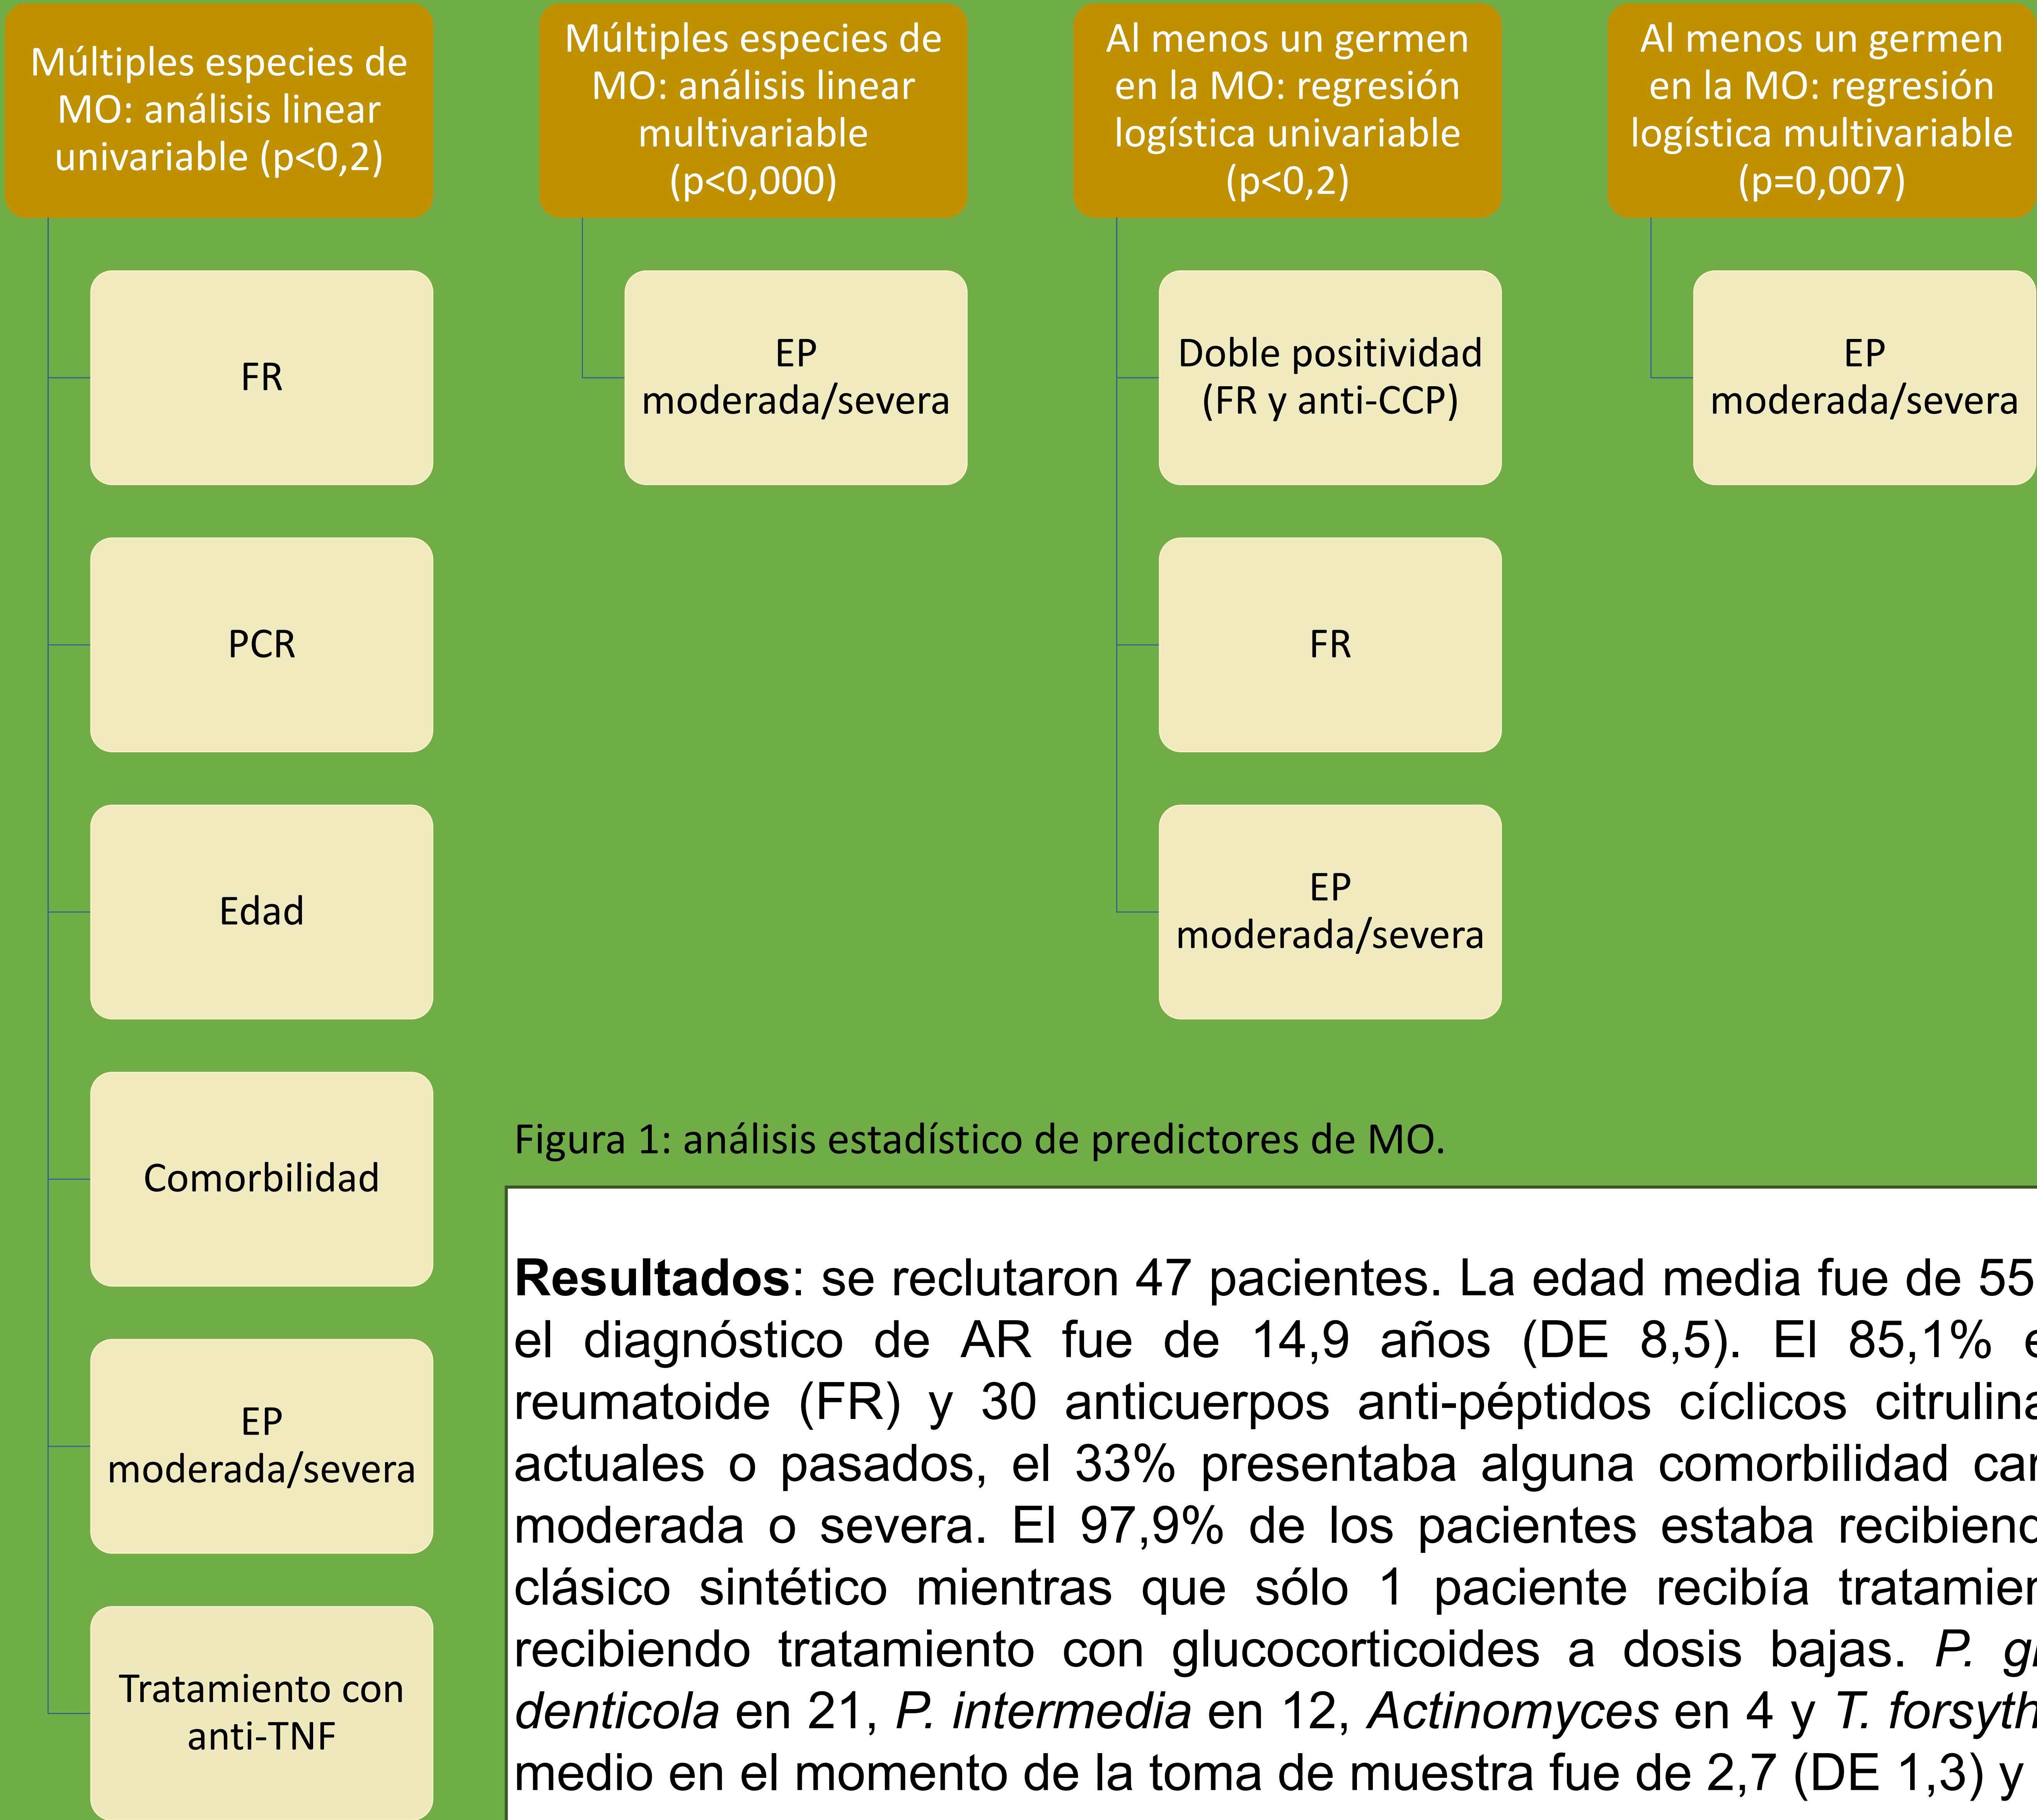 Múltiples especies de
MO: análisis linear
univariable (p<0,2)
FR
PCR
Edad
Comorbilidad
EP
moderada/severa
Tratamiento con
anti-TNF
Múltiples especies de
MO: análisis linear
multivariable
(p<0,000)
EP
moderada/severa
Al menos un germen
en la MO: regresión
logística univariable
(p<0,2)
Doble positividad
(FR y anti-CCP)
FR
EP
moderada/severa
Al menos un germen
en la MO: regresión
logística multivariable
(p=0,007)
EP
moderada/severa
Figura 1: análisis estadístico de predictores de MO.
Resultados: se reclutaron 47 pacientes. La edad media fue de 55
el diagnóstico de AR fue de 14,9 años (DE 8,5). El 85,1%
reumatoide (FR) y 30 anticuerpos anti-péptidos cíclicos
actuales o pasados, el 33% presentaba alguna comorbilidad
moderada o severa. El 97,9% de los pacientes estaba
clásico sintético mientras que sólo 1 paciente recibía
recibiendo tratamiento con glucocorticoides a dosis bajas. P.
denticola en 21, P. intermedia en 12, Actinomyces en 4 y T.
medio en el momento de la toma de muestra fue de 2,7 (DE 1,3) y